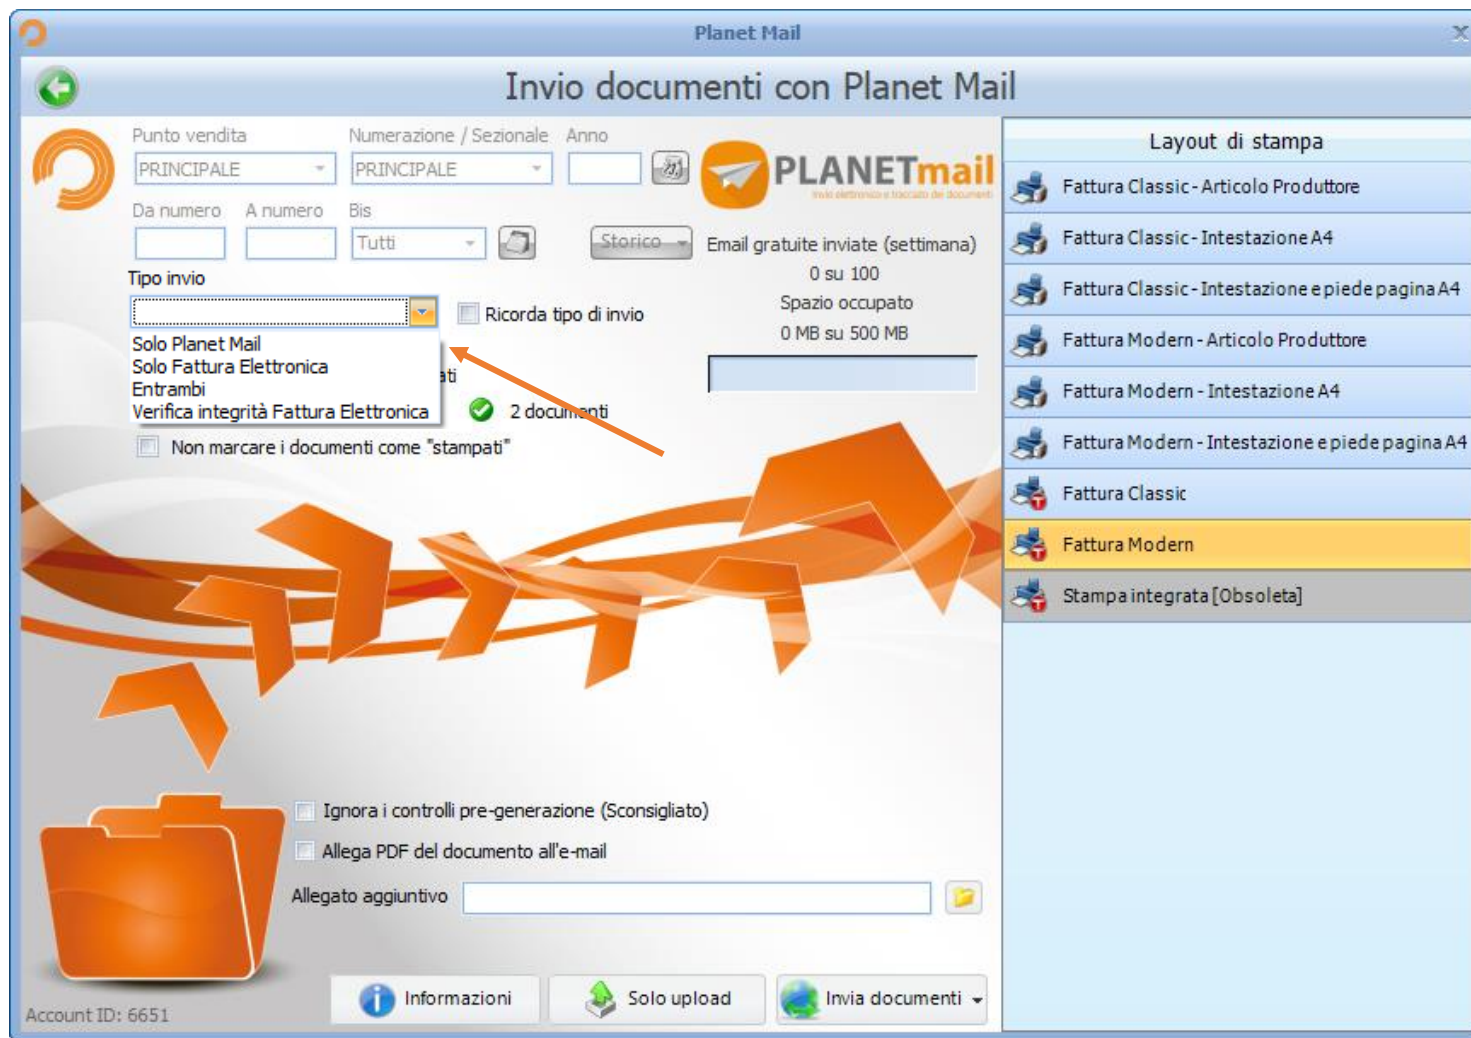 Planet Mail
Invio documenti con Planet Mail
Punto vendita
Numerazione / Sezionale
Anno
PRINCIPALE
PRINCIPALE
Da numero
A numero
Bis
Tutti
Storico
PLANETmail
Invio elettronico e tracciato dei documenti
Email gratuite inviate (settimana)
0 su 100
Spazio occupato
0 MB su 500 MB
Tipo invio
Ricorda tipo di invio
Solo Planet Mail
Solo Fattura Elettronica
Entrambi
Verifica integrità Fattura Elettronica
2 documenti
Non marcare i documenti come "stampati"
Ignora i controlli pre-generazione (Sconsigliato)
Allega PDF del documento all'e-mail
Allegato aggiuntivo
Account ID: 6651
Informazioni
Solo upload
Invia documenti
Layout di stampa
Fattura Classic - Articolo Produttore
Fattura Classic - Intestazione A4
Fattura Classic - Intestazione e piede pagina A4
Fattura Modern - Articolo Produttore
Fattura Modern - Intestazione A4
Fattura Modern - Intestazione e piede pagina A4
Fattura Classic
Fattura Modern
Stampa integrata [Obsoleta]